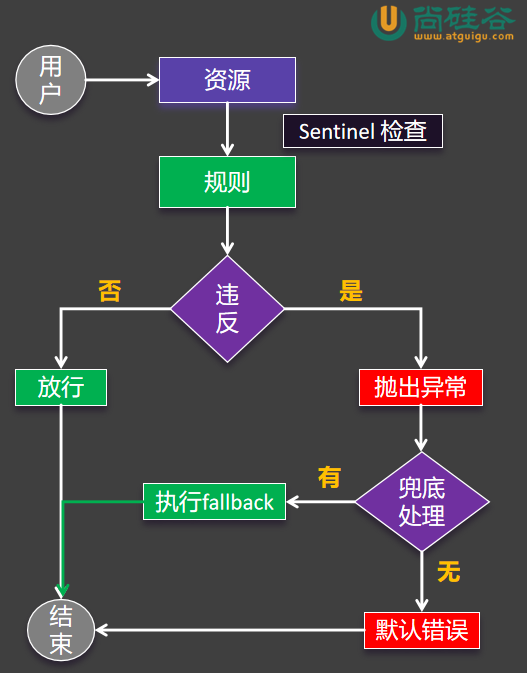 尚硅谷
www.atguigu.com
用
户
资源
Sentinel 检查
规则
违
反
否
是
放行
抛出异常
有
执行fallback
兜底
处理
无
结
束
默认错误